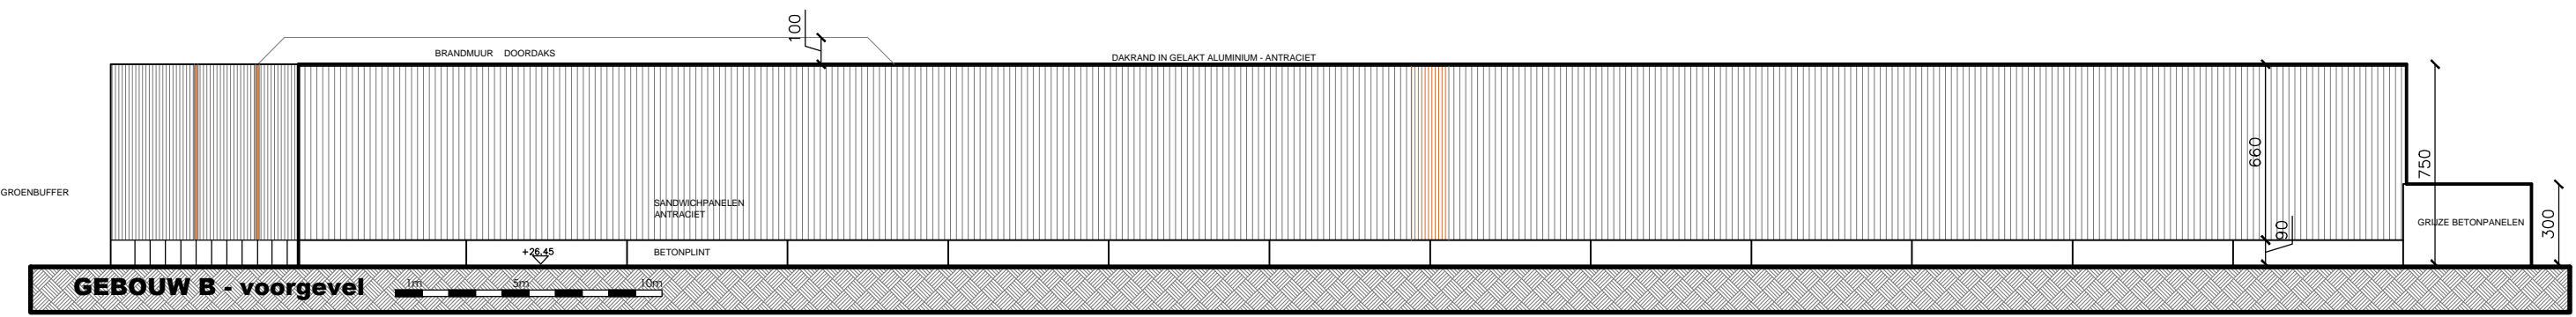 100
BRANDMUUR DOORDAKS
DAKRAND IN GELAKT ALUMINIUM - ANTRACIET
660
750
GROENBUFFER
SANDWICHPANELEN
ANTRACIET
GRIJZE BETONPANELEN
300
90
+26.45
BETONPLINT
GEBOUW B - voorgevel
1m 5m 10m